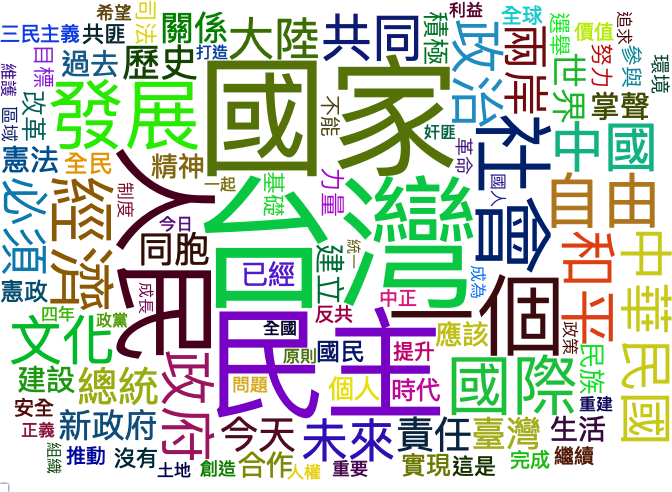 希望
司法
關係
大陸
共同
積極
利益
全球
選舉
價值
追求
三民主義
共匪
打造
政治
兩岸
世界
努力
參與
環境
目標
過去
歷史
國家
掌聲
維護
區域
改革
發展
不能
奸匪
革命
社會
中國
憲法
全民
精神
人民
一起
基礎
力量
國人
自由
必須
經濟
制度
今日
台灣
統一
同胞
已經
建立
和平
中華民國
憲政
成長
中正
成為
一個
四年
政黨
全國
反共
民主
應該
政策
文化
政府
原則
國民
提升
民族
建設
總統
問題
個人
時代
國際
重建
安全
正義
新政府
今天
未來
責任
臺灣
生活
組織
推動
沒有
土地
創造
合作
人權
重要
實現
這是
完成
繼續